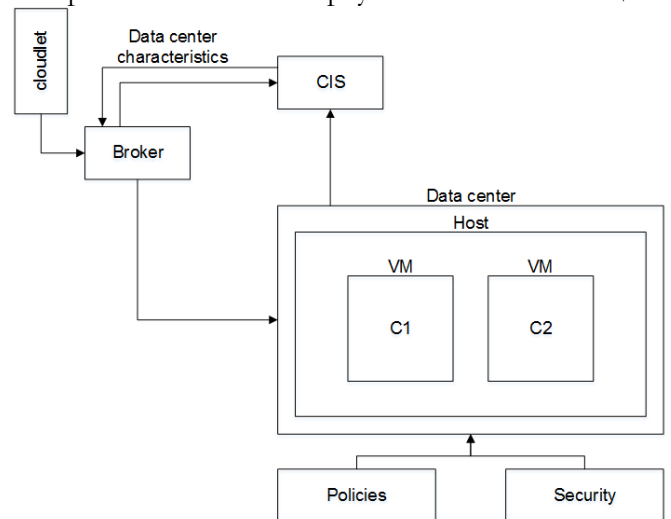 cloudlet
Data center
characteristics
CIS
Broker
Data center
Host
VM
VM
C1
C2
Policies
Security